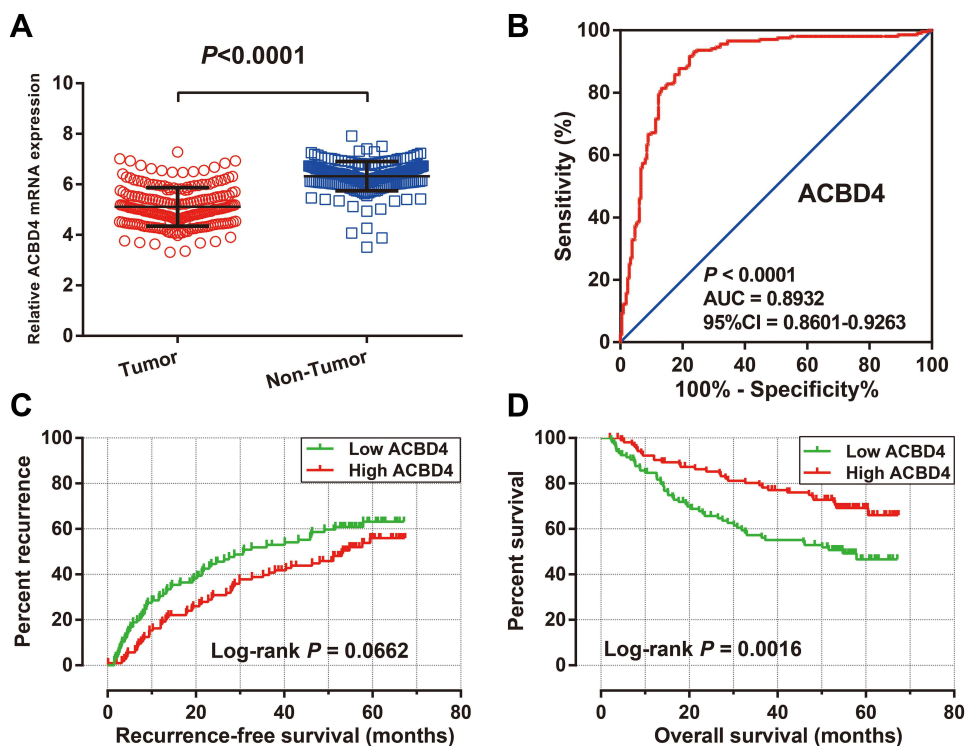 A
P<0.0001
Relative ACBD4 mRNA expression
10
8
6
4
2
0
Tumor
Non-Tumor
B
Sensitivity (%)
100
80
60
40
20
0
ACBD4
P < 0.0001
AUC = 0.8932
95%CI = 0.8601-0.9263
0 20 40 60 80 100
100% - Specificity%
C
Percent recurrence
100
80
60
40
20
0
Low ACBD4
High ACBD4
Log-rank P = 0.0662
0 20 40 60 80
Recurrence-free survival (months)
D
Percent survival
100
80
60
40
20
0
Low ACBD4
High ACBD4
Log-rank P = 0.0016
0 20 40 60 80
Overall survival (months)